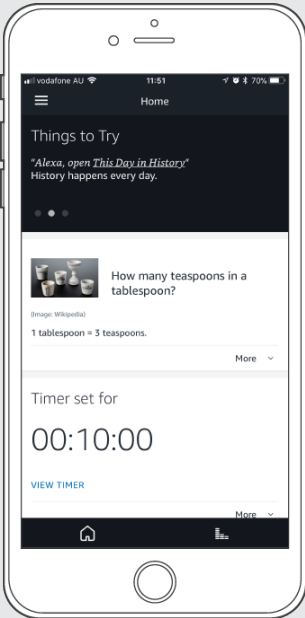 vodafone AU 11:51 70%
Home
Things to Try
"Alexa, open This Day in History"
History happens every day.
How many teaspoons in a
tablespoon?
(Image: Wikipedia)
1 tablespoon = 3 teaspoons.
More
Timer set for
00:10:00
VIEW TIMER
More